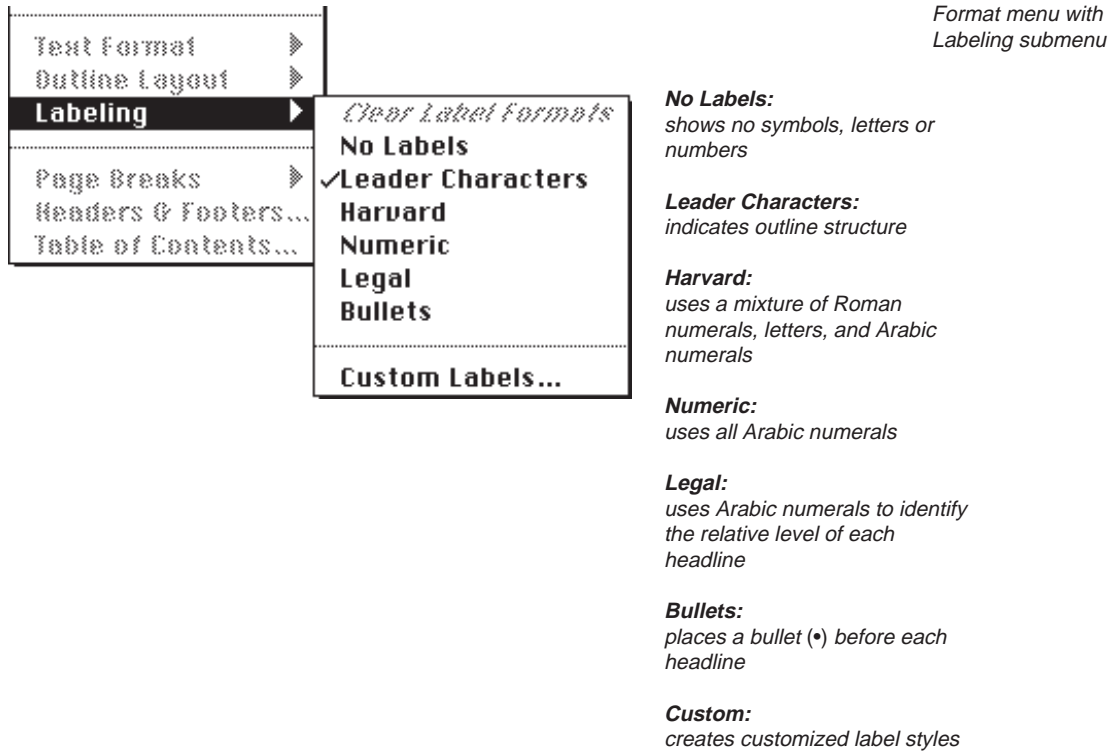 Format menu with
Labeling submenu
Text Format
Outline Layout
Labeling
Page Breaks
Headers & Footers...
Table of Contents...
Clear Label Formats
No Labels
✓Leader Characters
Harvard
Numeric
Legal
Bullets
Custom Labels...
No Labels:
shows no symbols, letters or
numbers
Leader Characters:
indicates outline structure
Harvard:
uses a mixture of Roman
numerals, letters, and Arabic
numerals
Numeric:
uses all Arabic numerals
Legal:
uses Arabic numerals to identify
the relative level of each
headline
Bullets:
places a bullet (•) before each
headline
Custom:
creates customized label styles